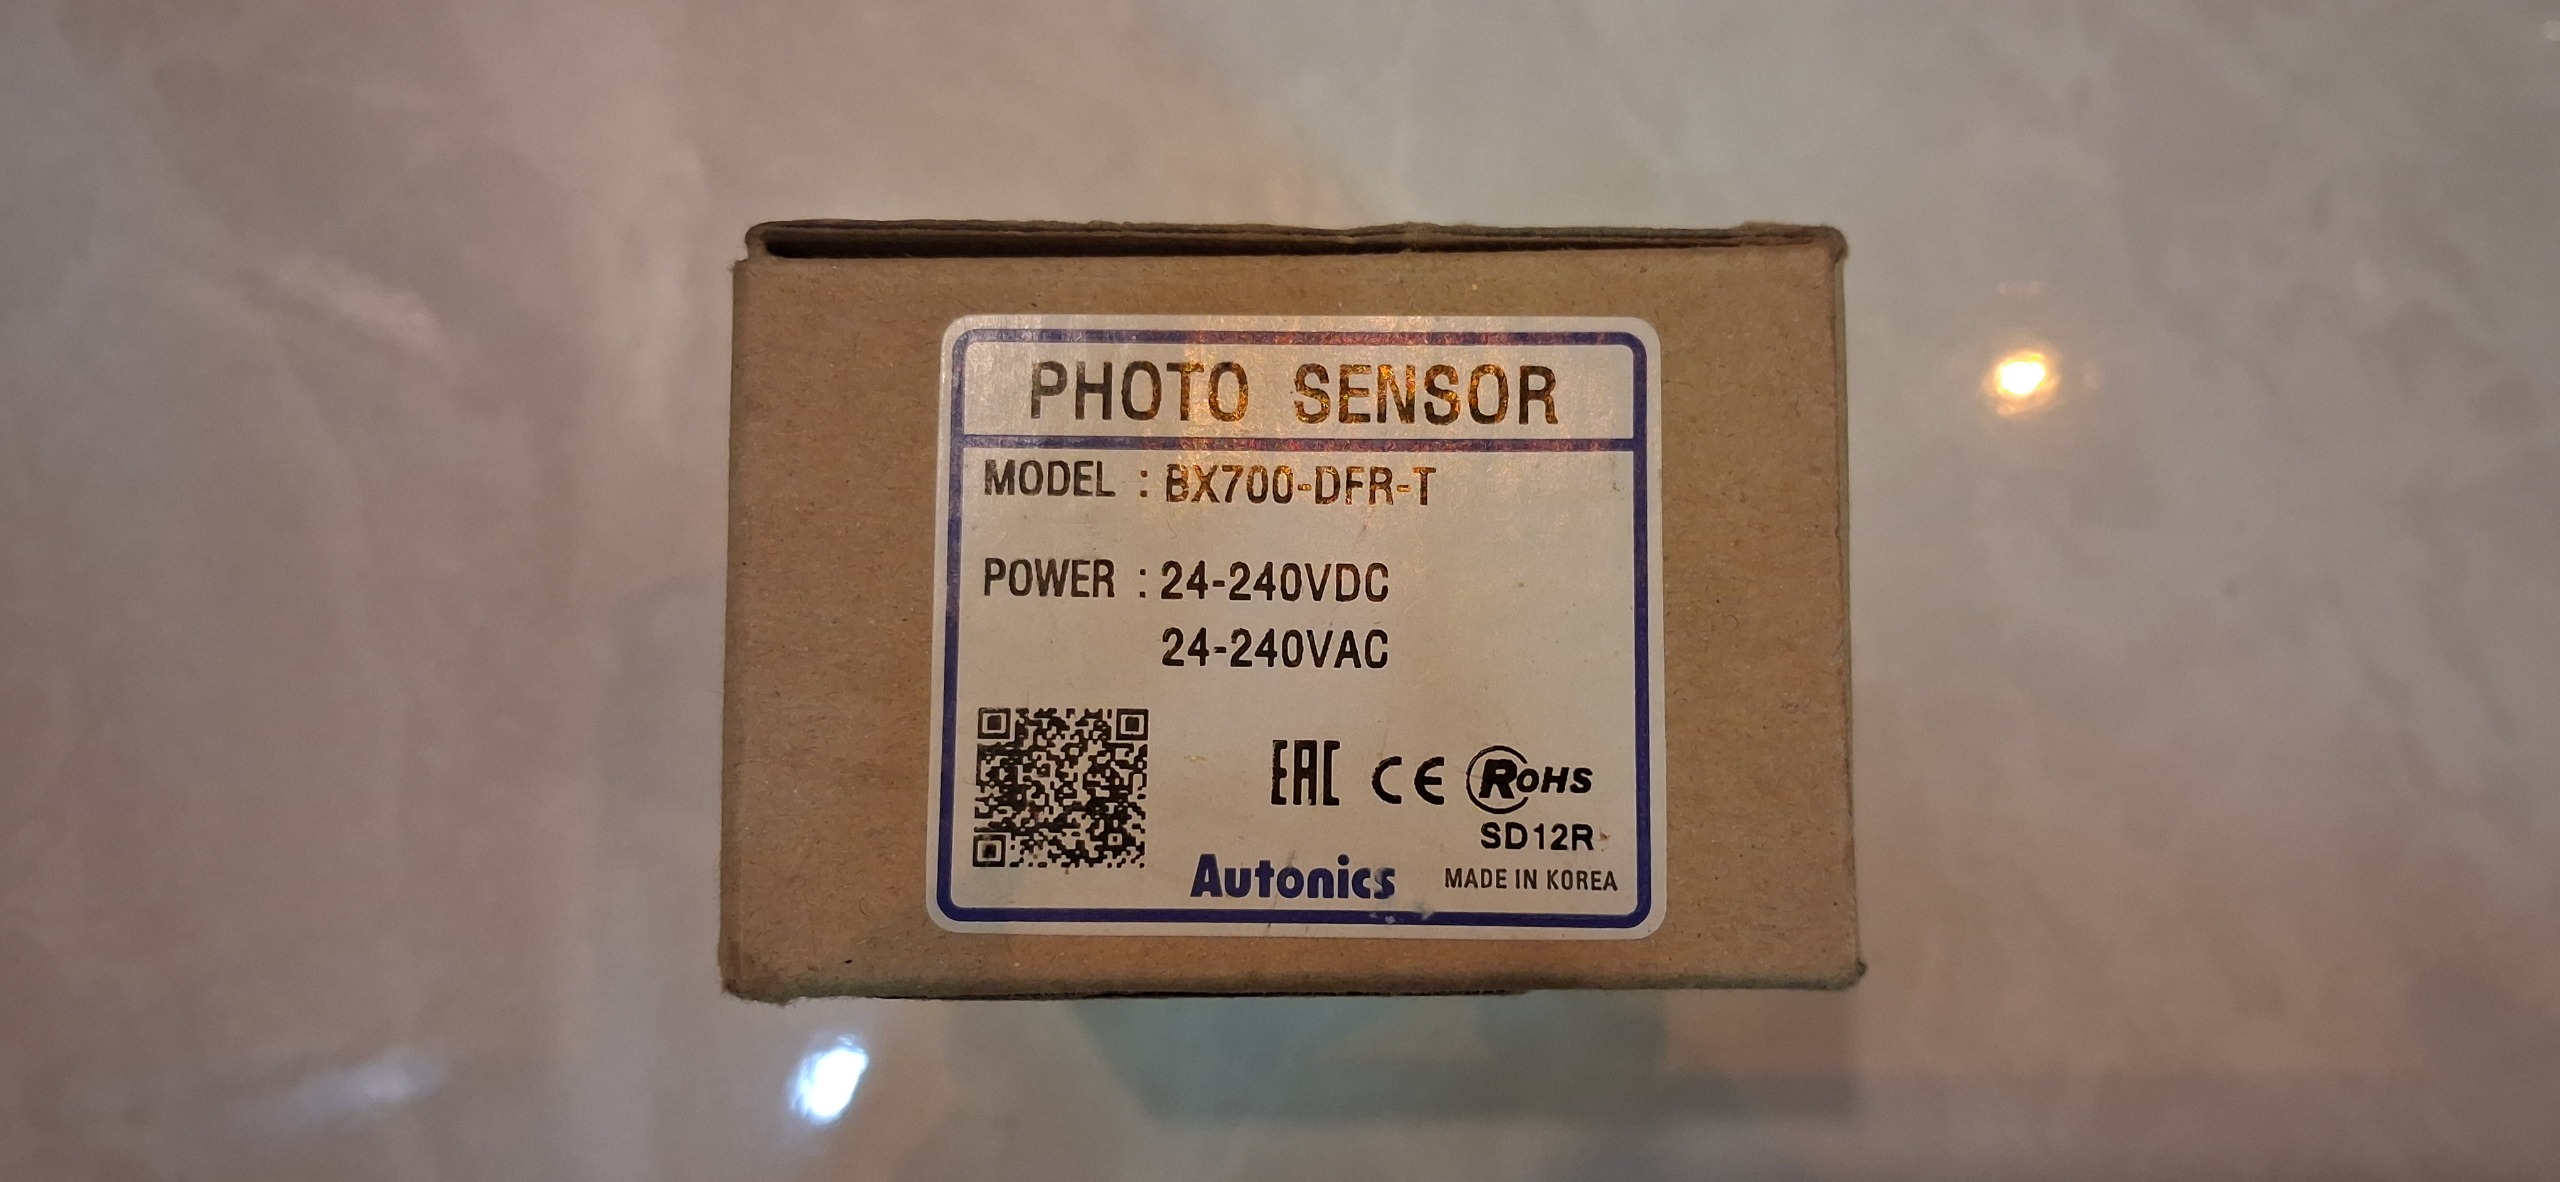 PHOTO SENSOR
MODEL : BX700-DFR-T
POWER : 24-240VDC
24-240VAC
EAC CE RoHS
SD12R
Autonics MADE IN KOREA